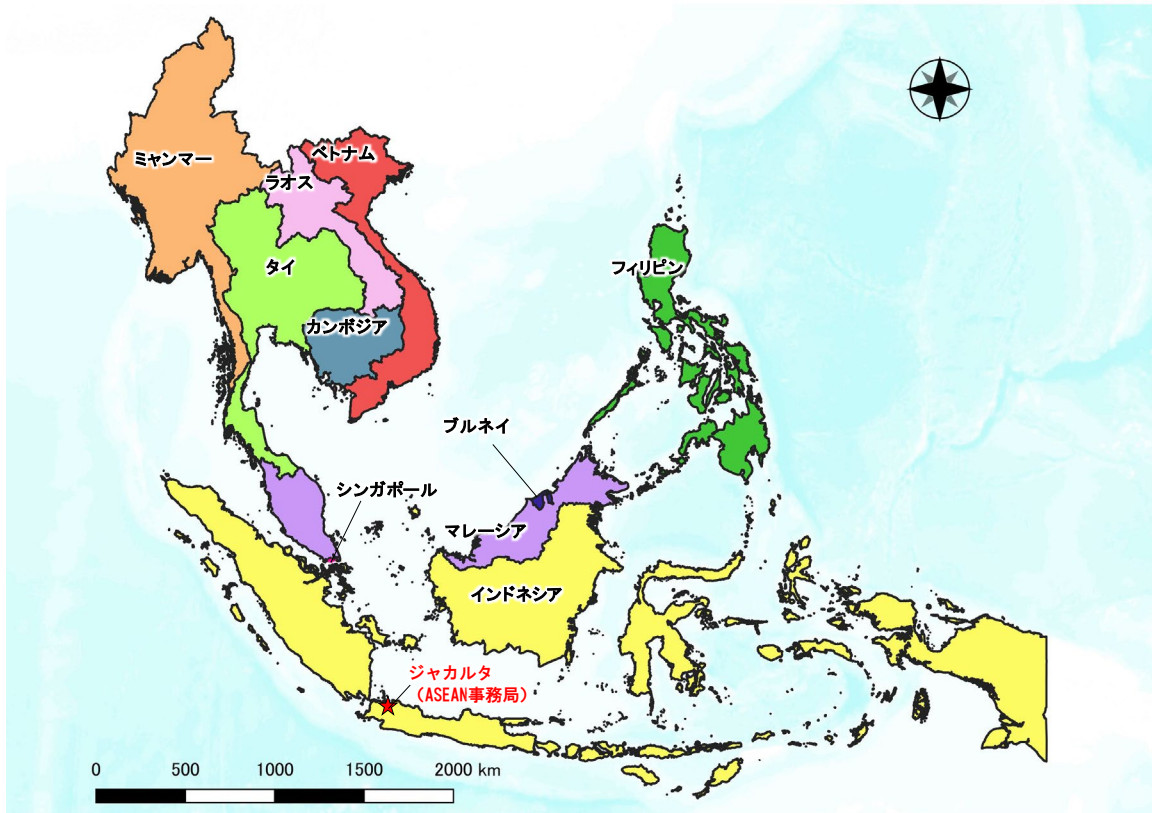 ミャンマー
ベトナム
ラオス
タイ
カンボジア
フィリピン
ブルネイ
シンガポール
マレーシア
インドネシア
ジャカルタ
（ASEAN事務局）
0 500 1000 1500 2000 km